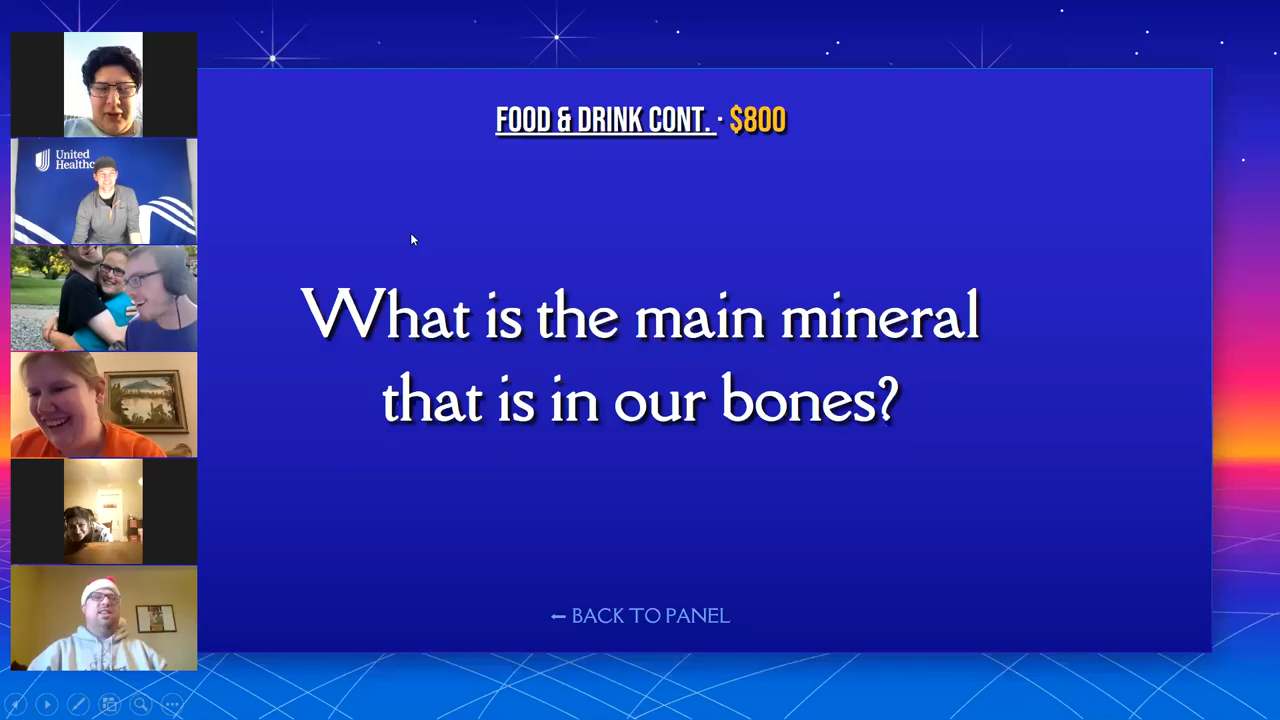 United
Healthc
FOOD & DRINK CONT. · $800
What is the main mineral
that is in our bones?
← BACK TO PANEL